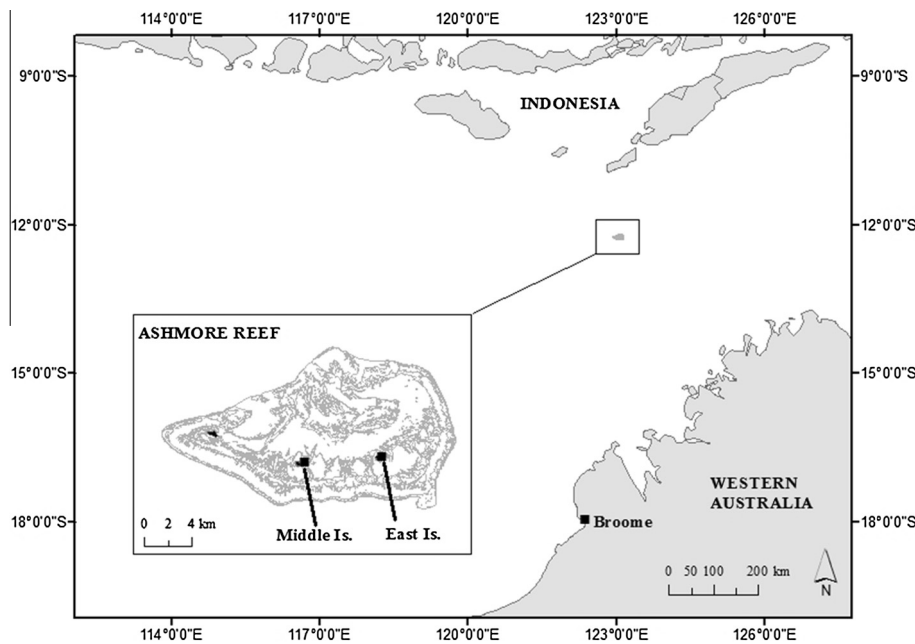 114°0'0"E 117°0'0"E 120°0'0"E 123°0'0"E 126°0'0"E
9°0'0"S 9°0'0"S
INDONESIA
12°0'0"S 12°0'0"S
ASHMORE REEF
15°0'0"S 15°0'0"S
WESTERN
AUSTRALIA
0 2 4 km
Middle Is. East Is.
18°0'0"S Broome 18°0'0"S
0 50 100 200 km
N
114°0'0"E 117°0'0"E 120°0'0"E 123°0'0"E 126°0'0"E